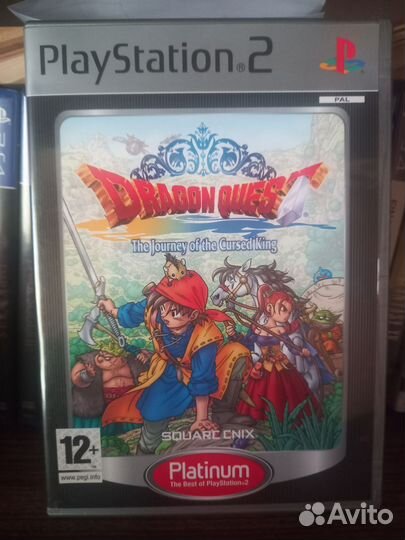 PlayStation®2
PAL
DRAGON QUEST
The Journey of the Cursed King
SQUARE ENIX
12+
www.pegi.info
Platinum
The Best of PlayStation®2
Avito